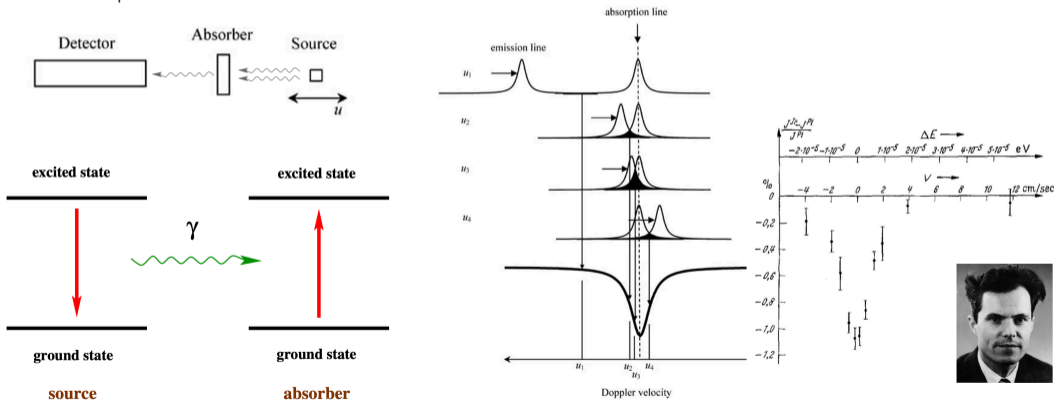 Detector
Absorber
Source
u
excited state
excited state
γ
ground state
ground state
source
absorber
absorption line
emission line
u₁
u₂
u₃
u₄
u₁
u₂
u₃
u₄
Doppler velocity
ΔE
-2·10⁻⁵ -1·10⁻⁵ 0 1·10⁻⁵ 2·10⁻⁵ 3·10⁻⁵ 4·10⁻⁵ 5·10⁻⁵ eV
V
-4 -2 0 2 4 6 8 10 12 cm/sec
%
0
-0,2
-0,4
-0,6
-0,8
-1,0
-1,2